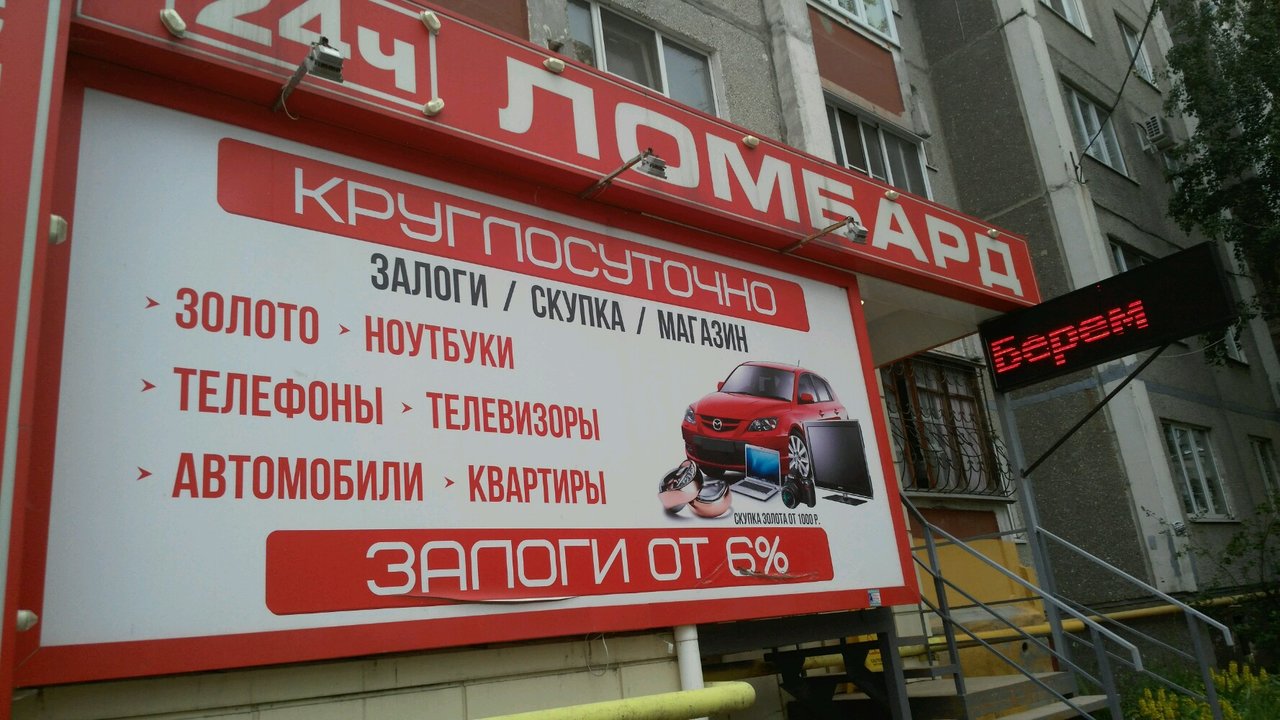 24ч ЛОМБАРД
КРУГЛОСУТОЧНО
ЗАЛОГИ / СКУПКА / МАГАЗИН
ЗОЛОТО НОУТБУКИ
ТЕЛЕФОНЫ ТЕЛЕВИЗОРЫ
АВТОМОБИЛИ КВАРТИРЫ
СКУПКА ЗОЛОТА ОТ 1000 Р.
ЗАЛОГИ ОТ 6%
Берем